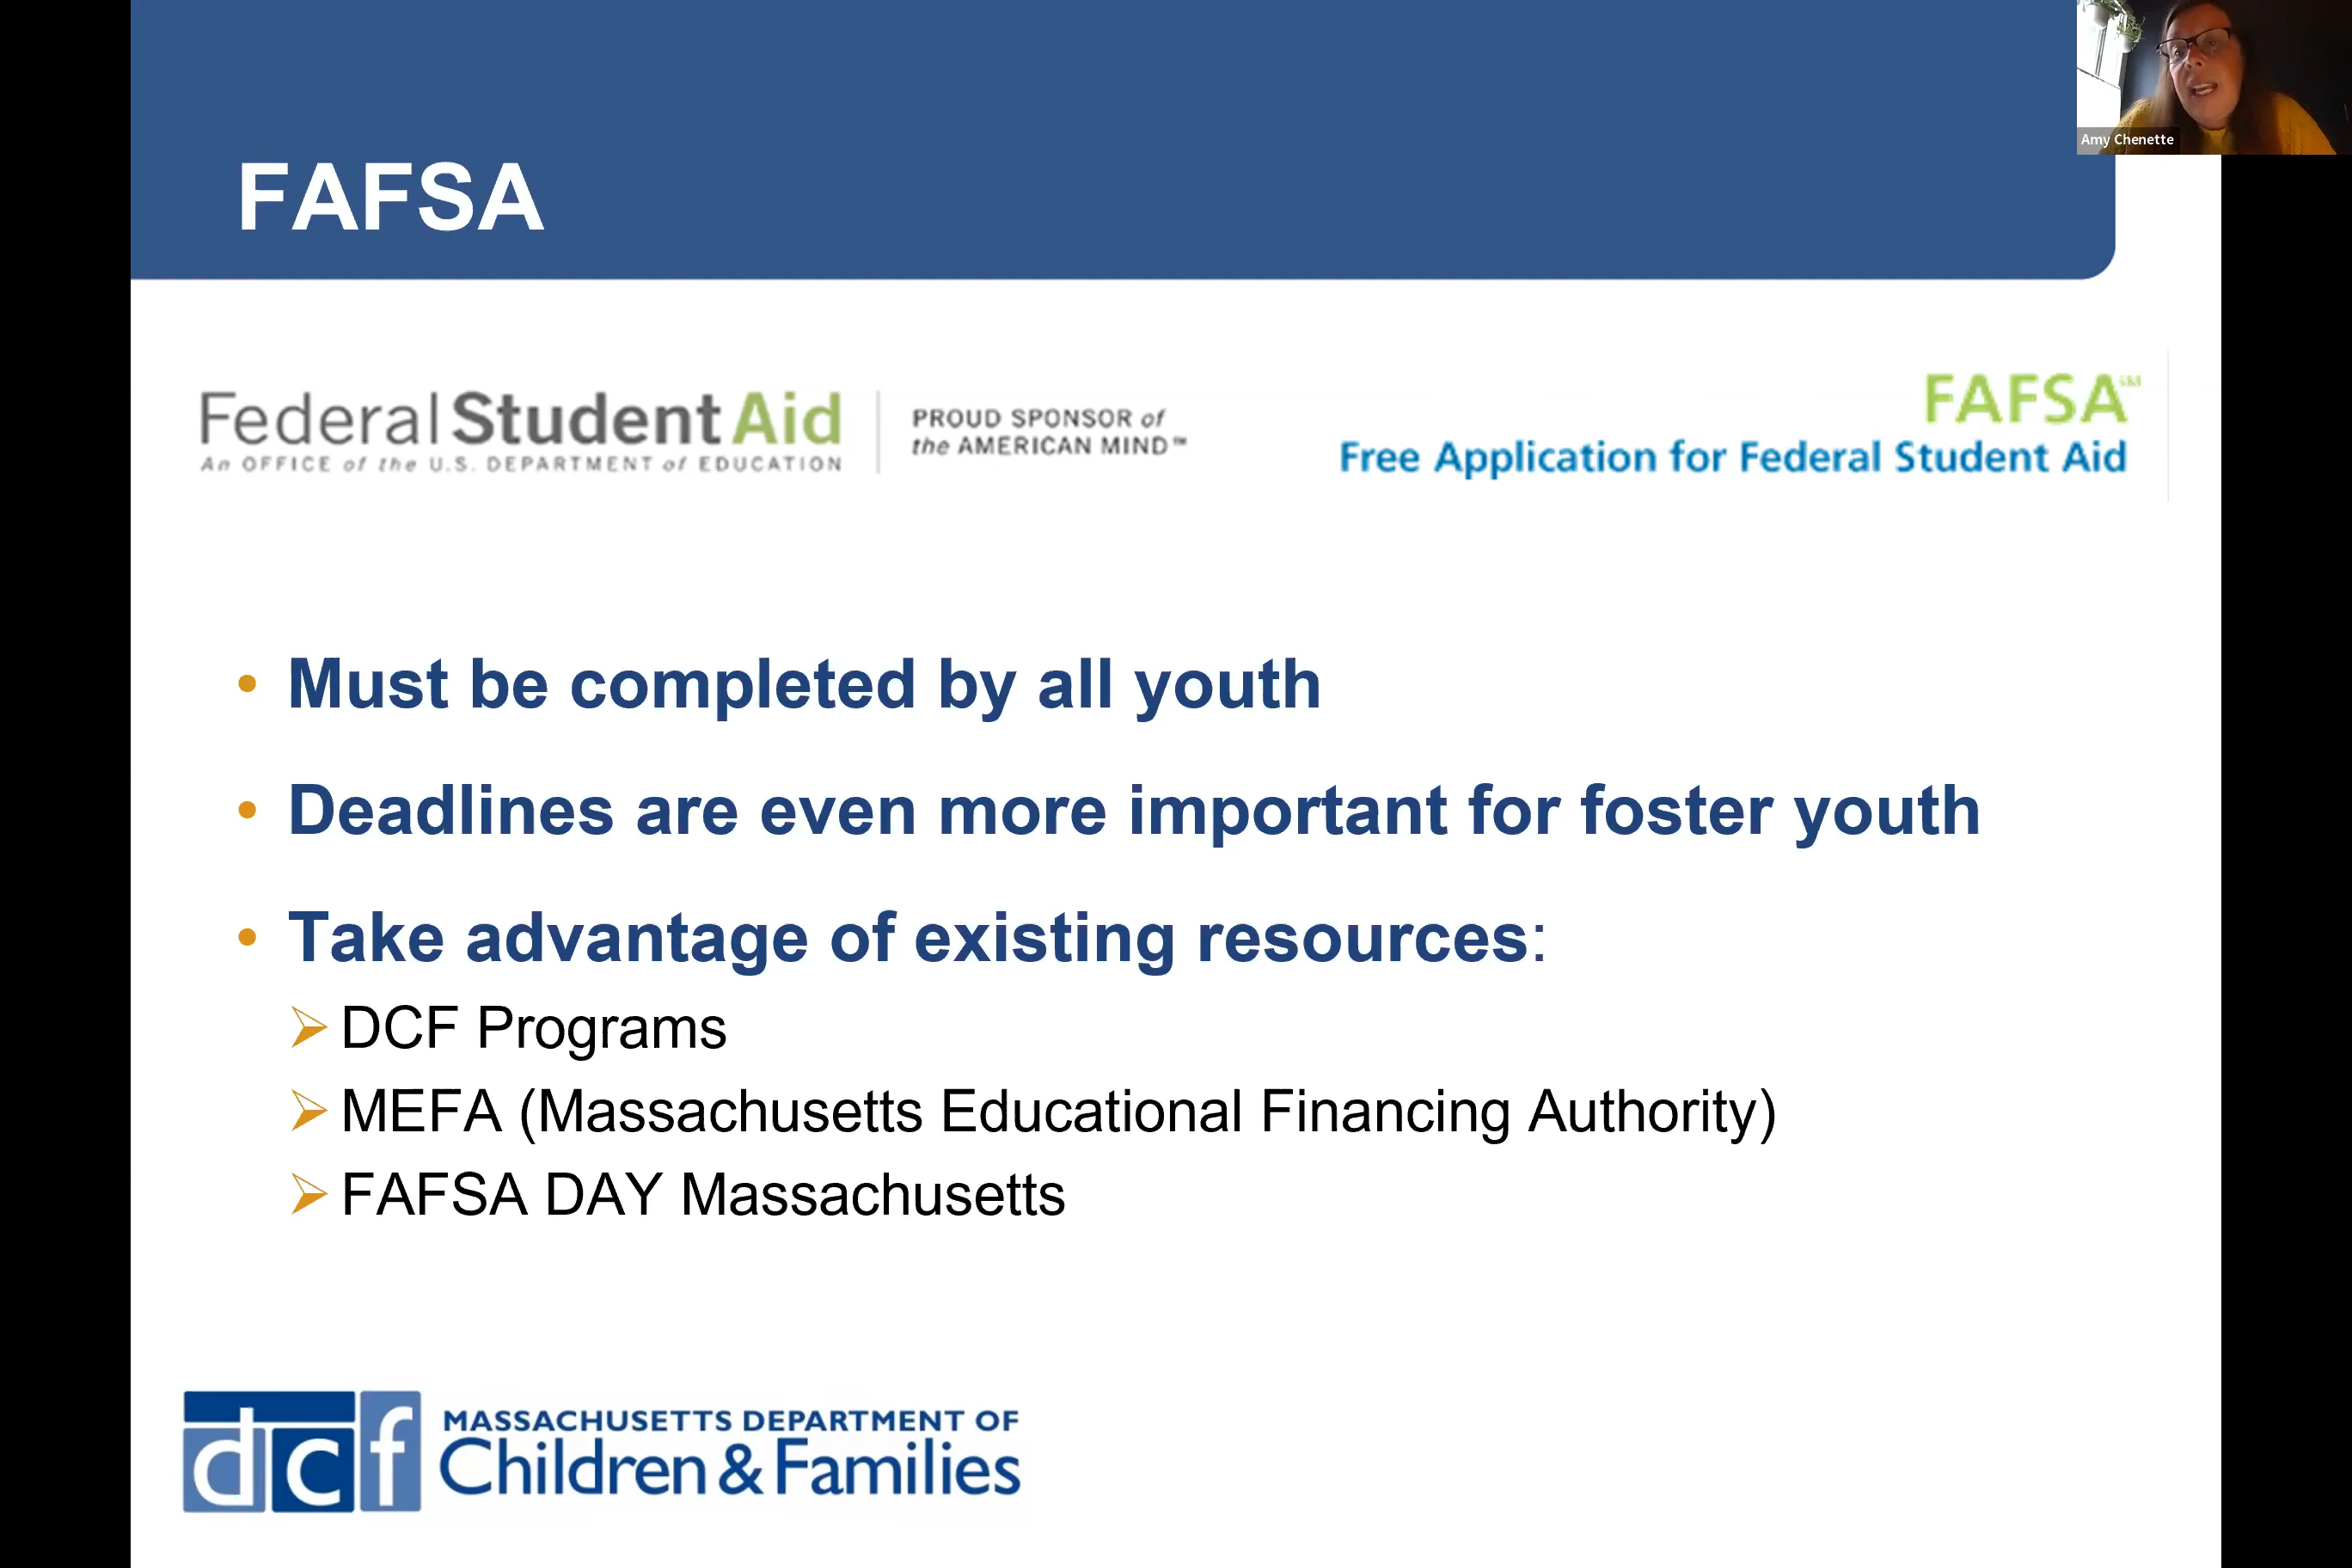 Amy Chenette
FAFSA
Federal Student Aid
An OFFICE of the U.S. DEPARTMENT of EDUCATION
PROUD SPONSOR of
the AMERICAN MIND™
FAFSA℠
Free Application for Federal Student Aid
• Must be completed by all youth
• Deadlines are even more important for foster youth
• Take advantage of existing resources:
➢ DCF Programs
➢ MEFA (Massachusetts Educational Financing Authority)
➢ FAFSA DAY Massachusetts
dcf
MASSACHUSETTS DEPARTMENT OF
Children & Families